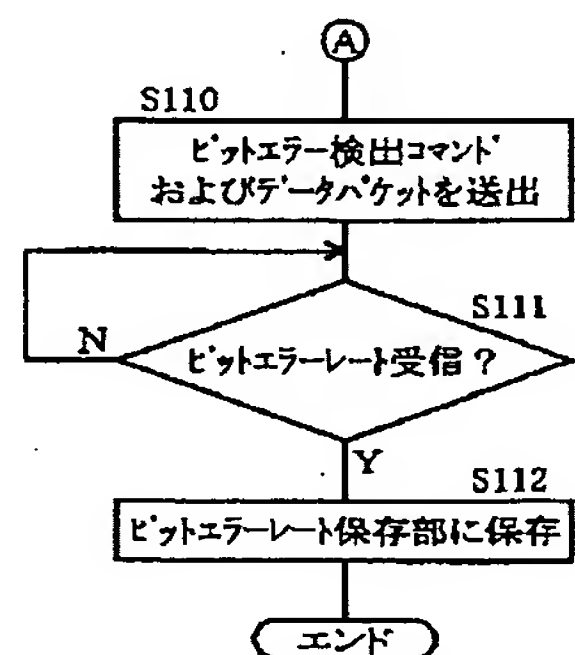 A
S110
ビットエラー検出コマンド
およびデータパケットを送出
S111
N
ビットエラーレート受信？
Y
S112
ビットエラーレート保存部に保存
エンド